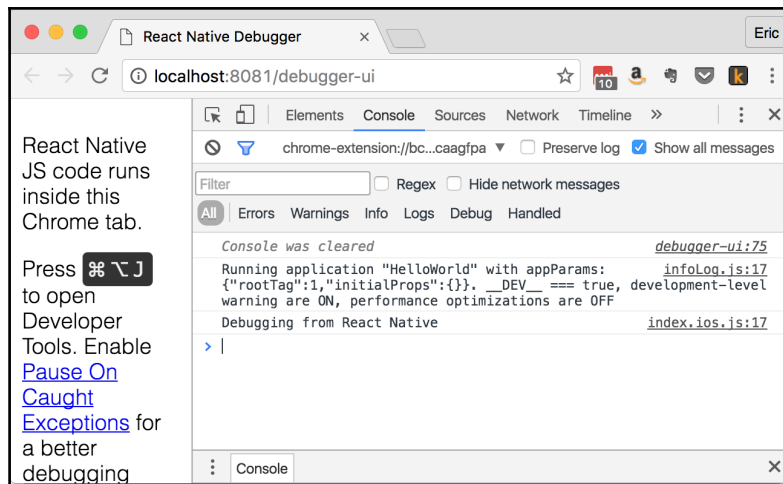 React Native Debugger
Eric
localhost:8081/debugger-ui
10
Elements Console Sources Network Timeline
chrome-extension://bc...caagfpa ▼ Preserve log Show all messages
Filter Regex Hide network messages
All Errors Warnings Info Logs Debug Handled
Console was cleared debugger-ui:75
Running application "HelloWorld" with appParams: infoLog.js:17
{"rootTag":1,"initialProps":{}}. __DEV__ === true, development-level
warning are ON, performance optimizations are OFF
Debugging from React Native index.ios.js:17
>
Console
React Native
JS code runs
inside this
Chrome tab.
Press ⌘⌥J
to open
Developer
Tools. Enable
Pause On
Caught
Exceptions for
a better
debugging